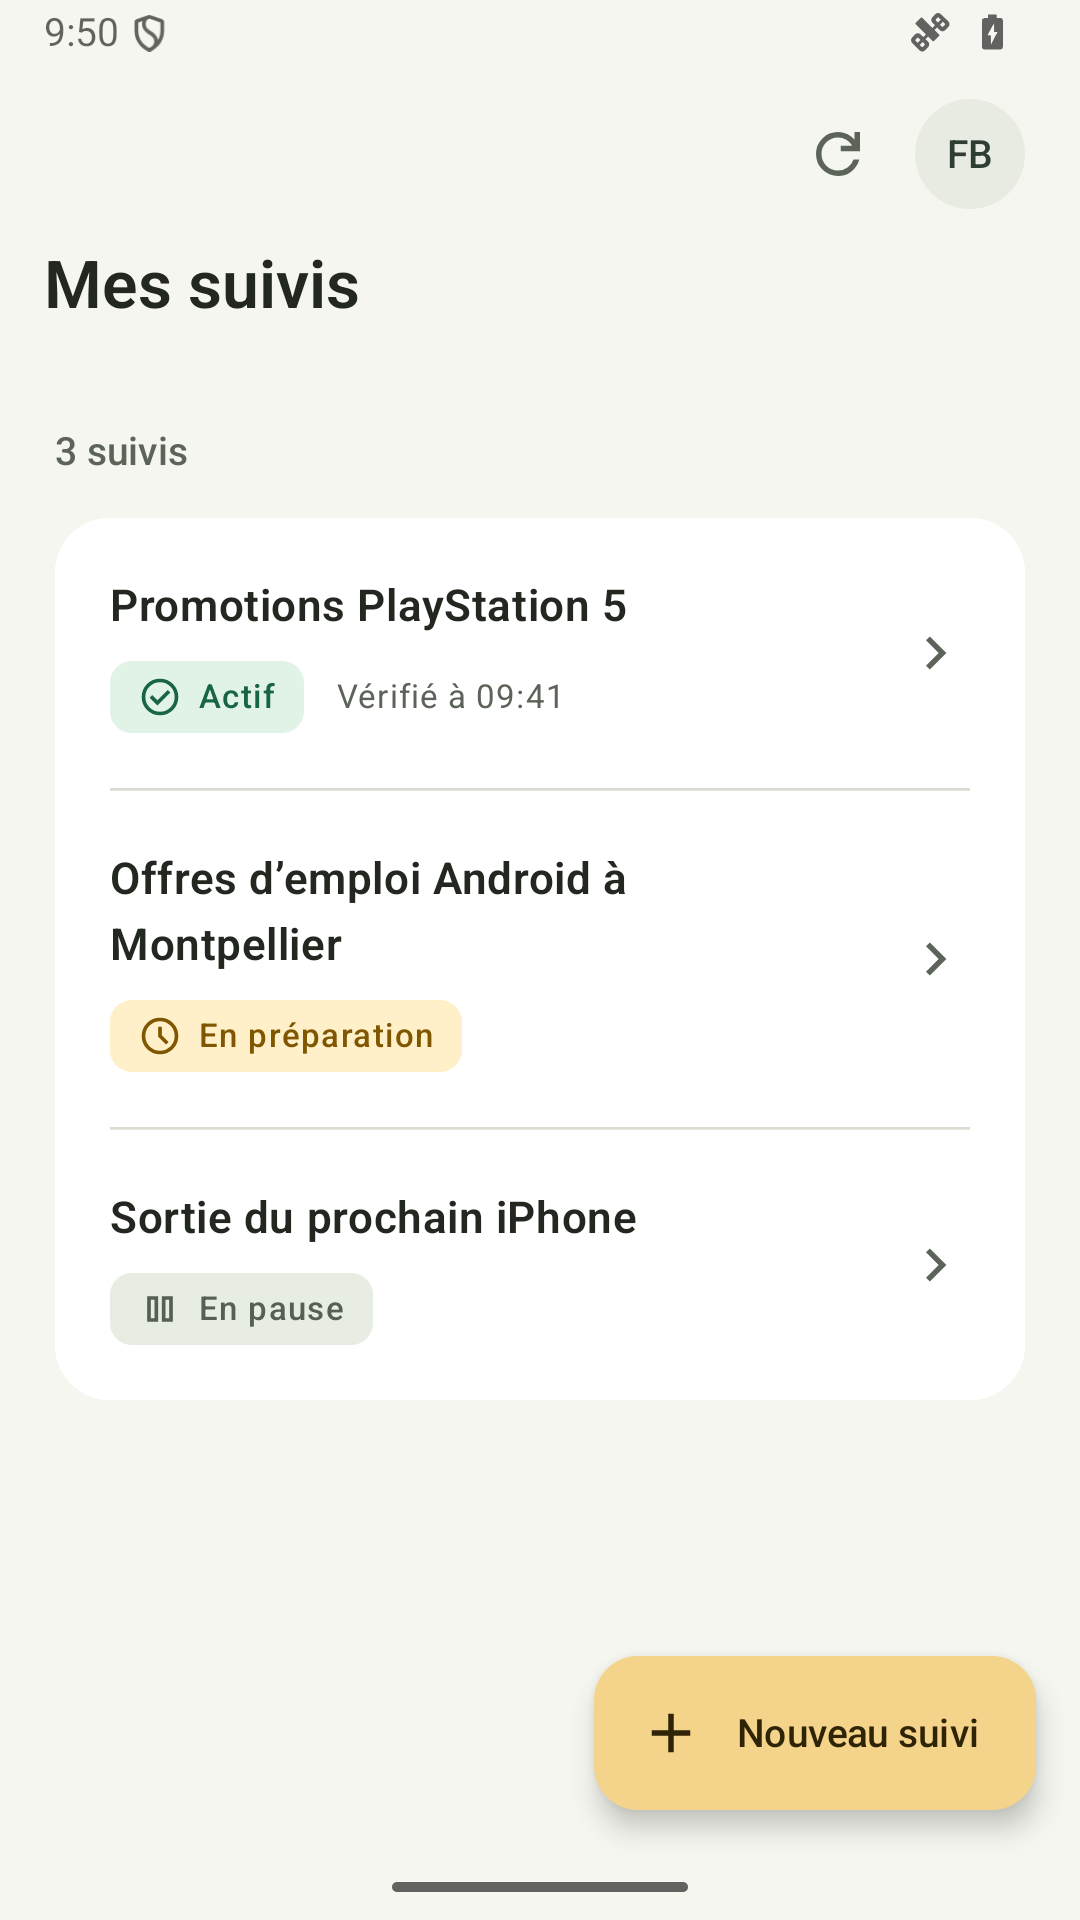 9:50
FB
Mes suivis
3 suivis
Promotions PlayStation 5
Actif Vérifié à 09:41
Offres d’emploi Android à
Montpellier
En préparation
Sortie du prochain iPhone
En pause
Nouveau suivi